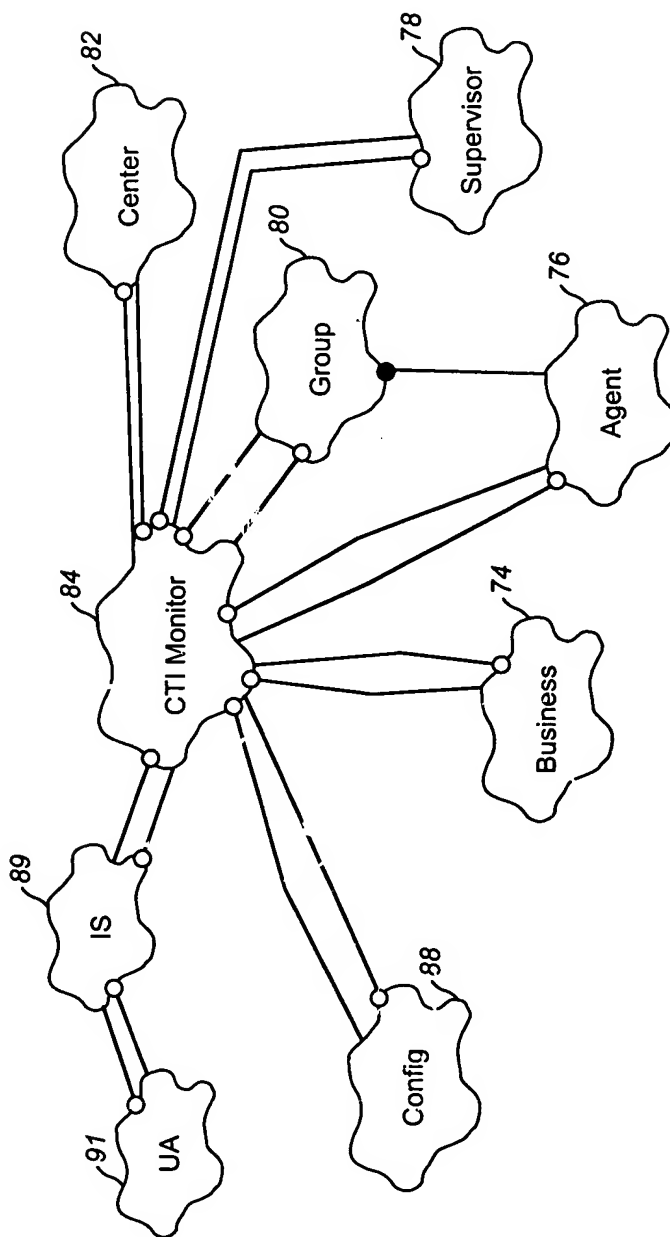 82
Center
78
Supervisor
80
Group
76
Agent
84
CTI Monitor
74
Business
89
IS
88
Config
91
UA